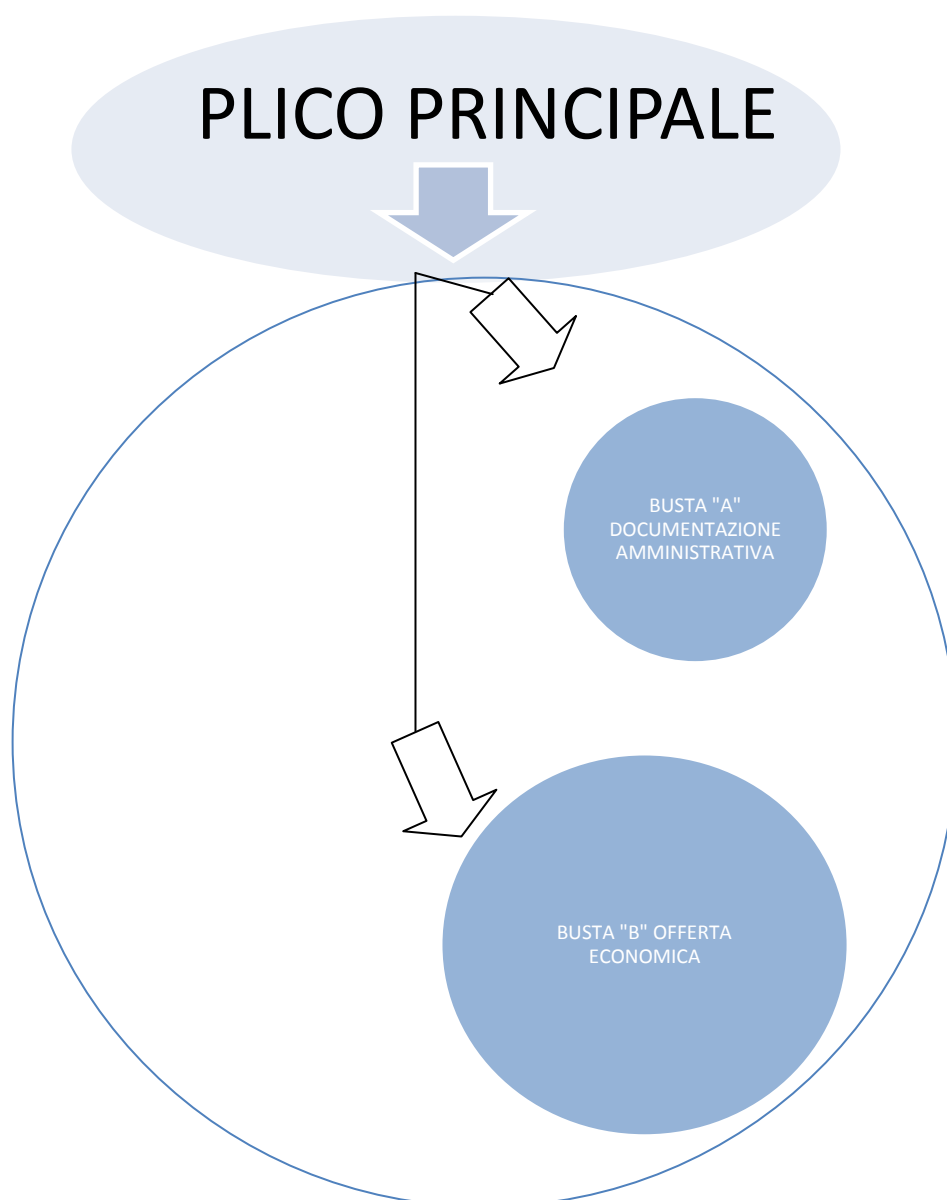 PLICO PRINCIPALE
BUSTA "A"
DOCUMENTAZIONE
AMMINISTRATIVA
BUSTA "B" OFFERTA
ECONOMICA